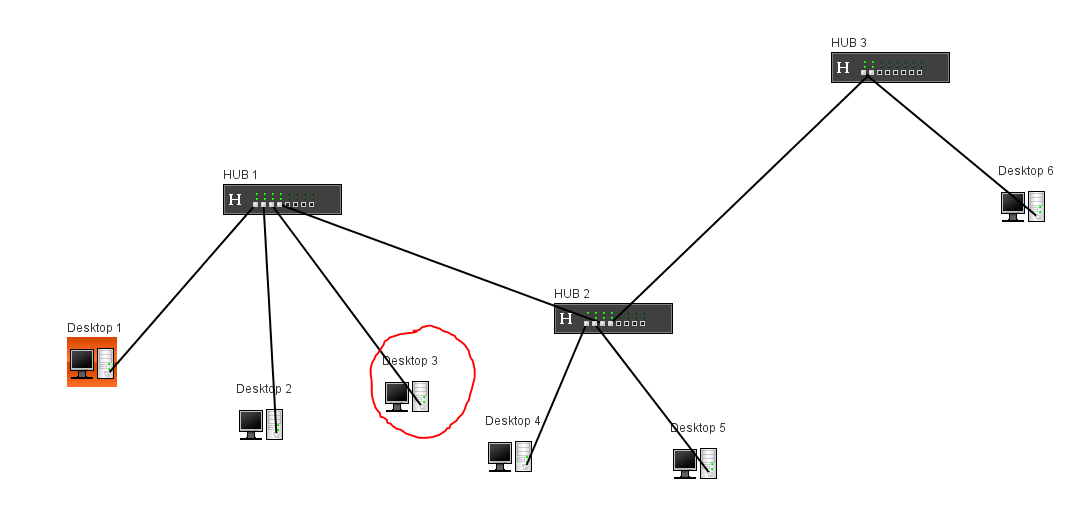 HUB 3
H
Desktop 6
HUB 1
H
HUB 2
H
Desktop 1
Desktop 3
Desktop 2
Desktop 4
Desktop 5